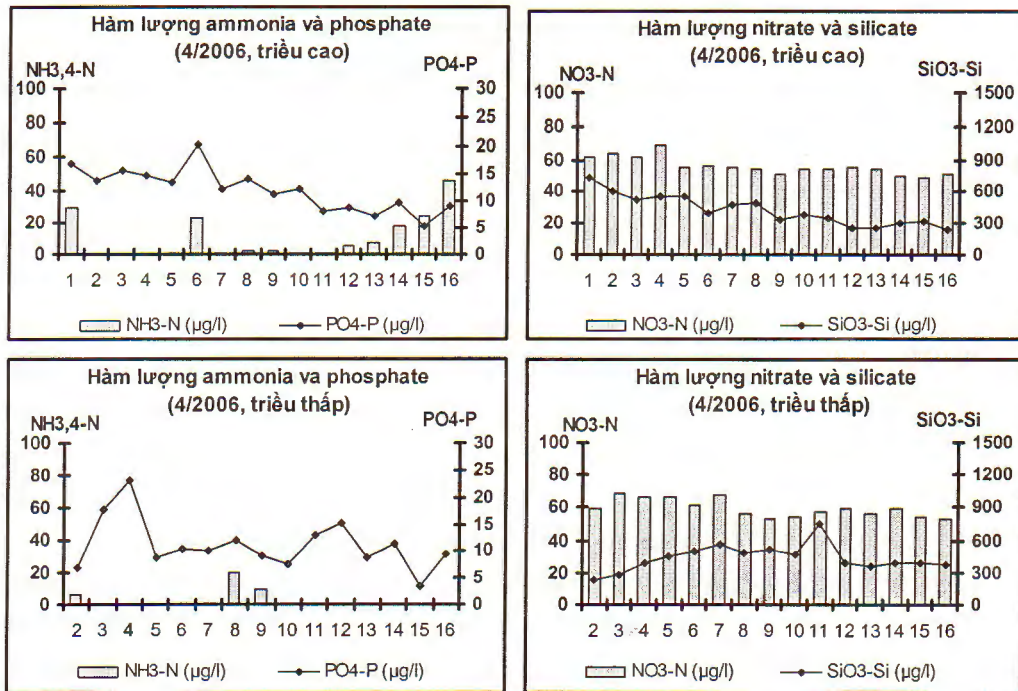 Hàm lượng ammonia và phosphate
(4/2006, triều cao)
NH3,4-N
PO4-P
100
80
60
40
20
0
30
25
20
15
10
5
0
1 2 3 4 5 6 7 8 9 10 11 12 13 14 15 16
NH3-N (µg/l) PO4-P (µg/l)
Hàm lượng nitrate và silicate
(4/2006, triều cao)
NO3-N
SiO3-Si
100
80
60
40
20
0
1500
1200
900
600
300
0
1 2 3 4 5 6 7 8 9 10 11 12 13 14 15 16
NO3-N (µg/l) SiO3-Si (µg/l)
Hàm lượng ammonia và phosphate
(4/2006, triều thấp)
NH3,4-N
PO4-P
100
80
60
40
20
0
30
25
20
15
10
5
0
2 3 4 5 6 7 8 9 10 11 12 13 14 15 16
NH3-N (µg/l) PO4-P (µg/l)
Hàm lượng nitrate và silicate
(4/2006, triều thấp)
NO3-N
SiO3-Si
100
80
60
40
20
0
1500
1200
900
600
300
0
2 3 4 5 6 7 8 9 10 11 12 13 14 15 16
NO3-N (µg/l) SiO3-Si (µg/l)